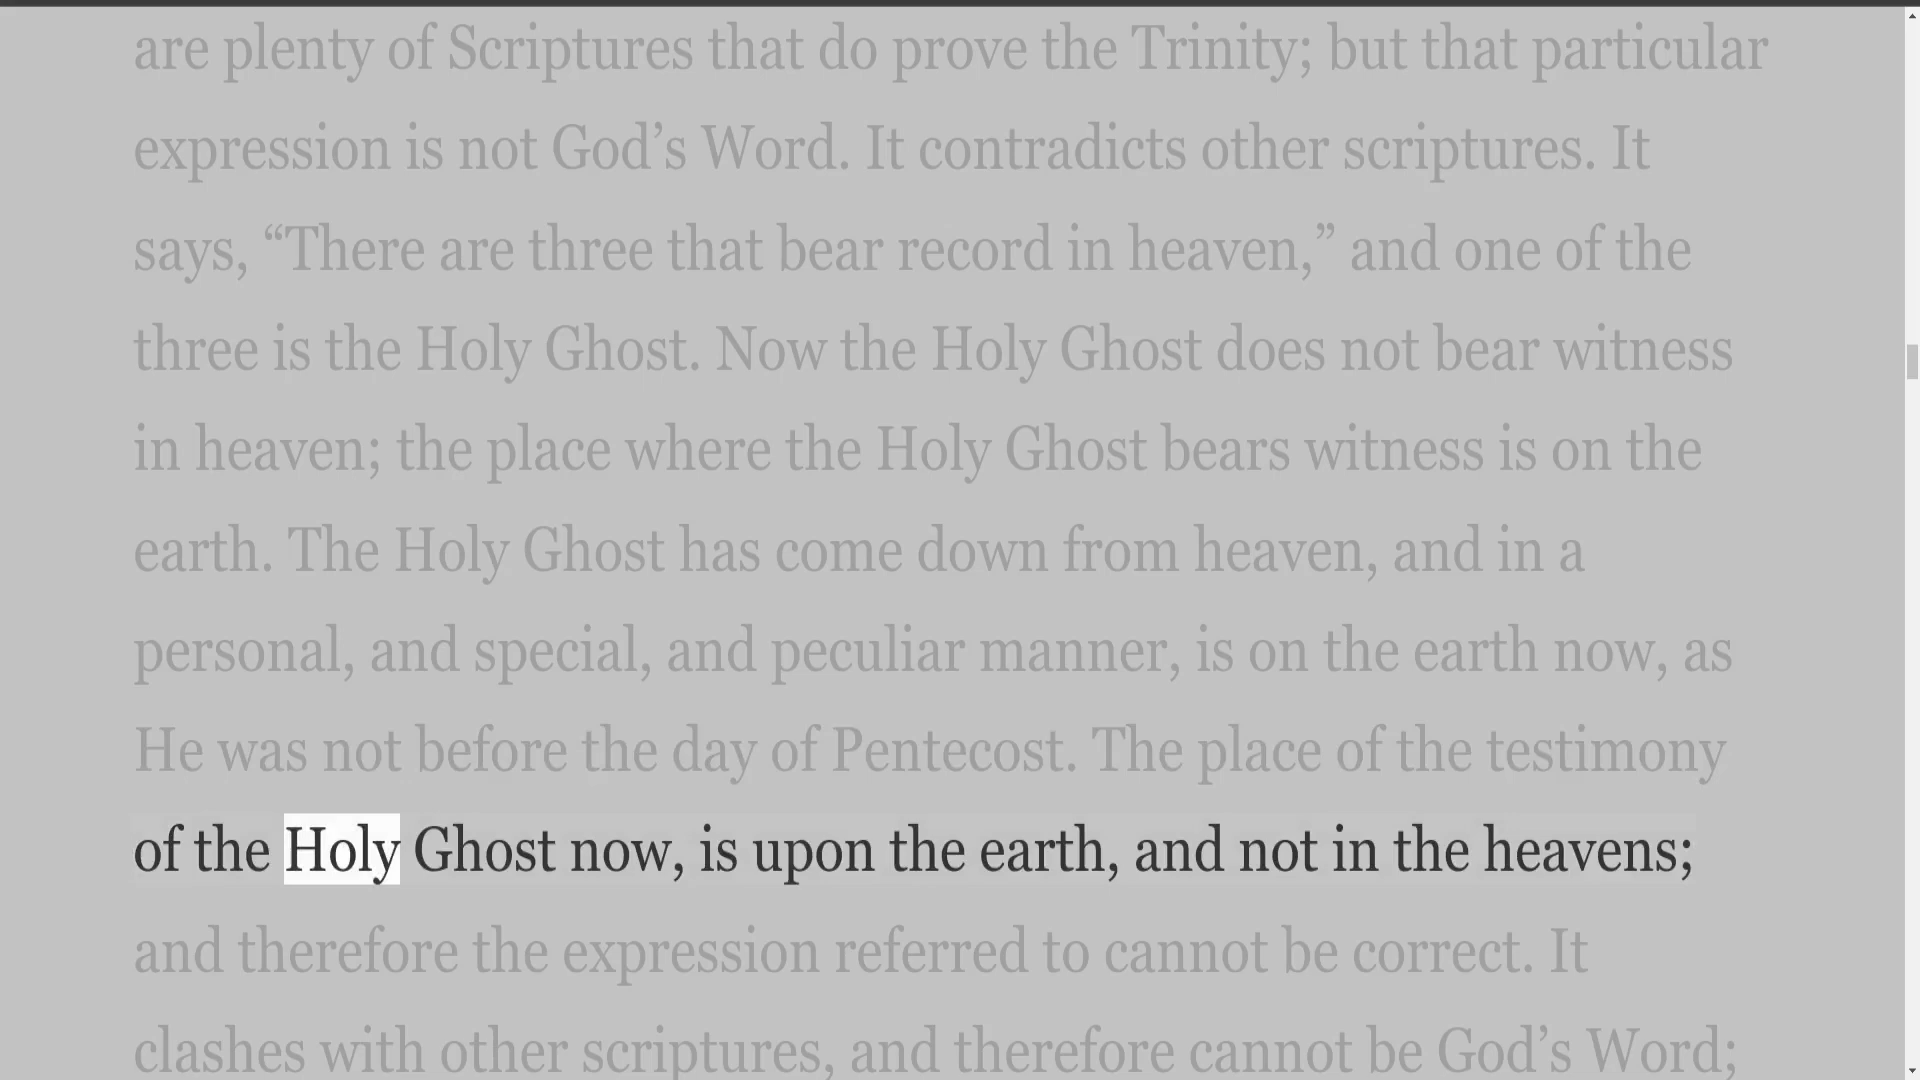 are plenty of Scriptures that do prove the Trinity; but that particular
expression is not God’s Word. It contradicts other scriptures. It
says, “There are three that bear record in heaven,” and one of the
three is the Holy Ghost. Now the Holy Ghost does not bear witness
in heaven; the place where the Holy Ghost bears witness is on the
earth. The Holy Ghost has come down from heaven, and in a
personal, and special, and peculiar manner, is on the earth now, as
He was not before the day of Pentecost. The place of the testimony
of the Holy Ghost now, is upon the earth, and not in the heavens;
and therefore the expression referred to cannot be correct. It
clashes with other scriptures, and therefore cannot be God’s Word;